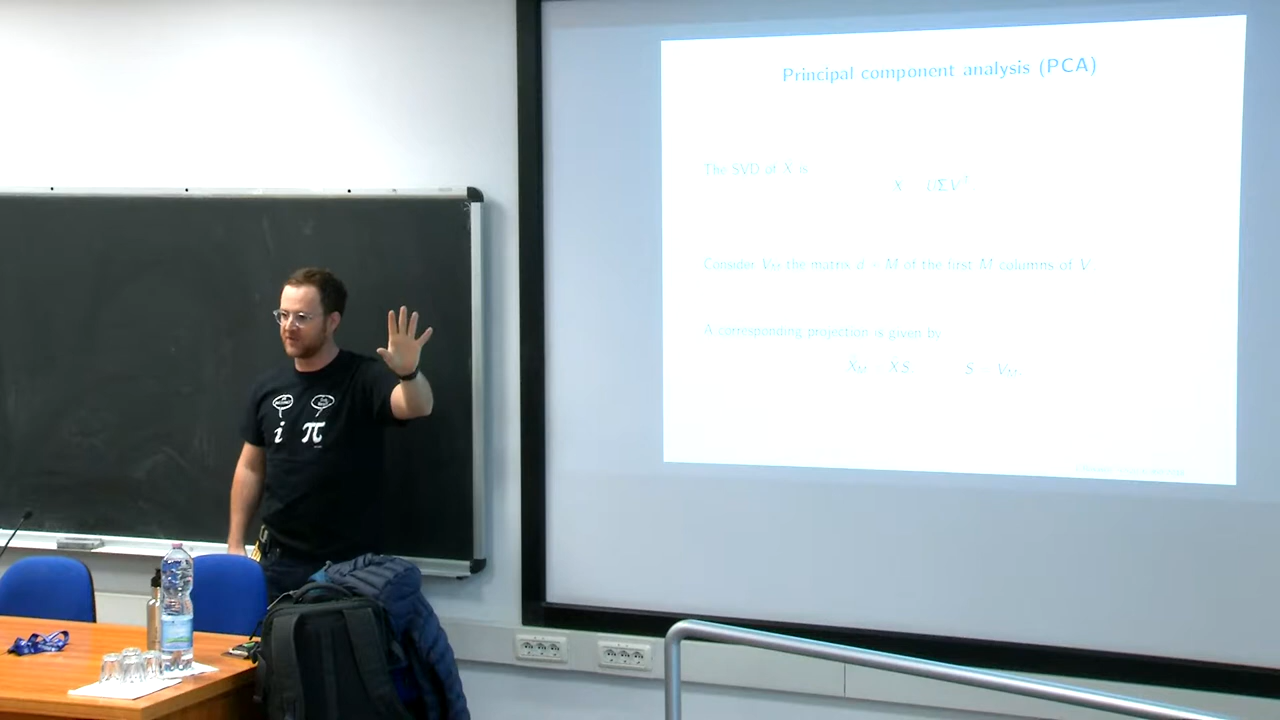 Principal component analysis (PCA)
The SVD of X is
X = UΣVᵀ
Consider V_M the matrix d × M of the first M columns of V
A corresponding projection is given by
X_M = XS, S = V_M
i π